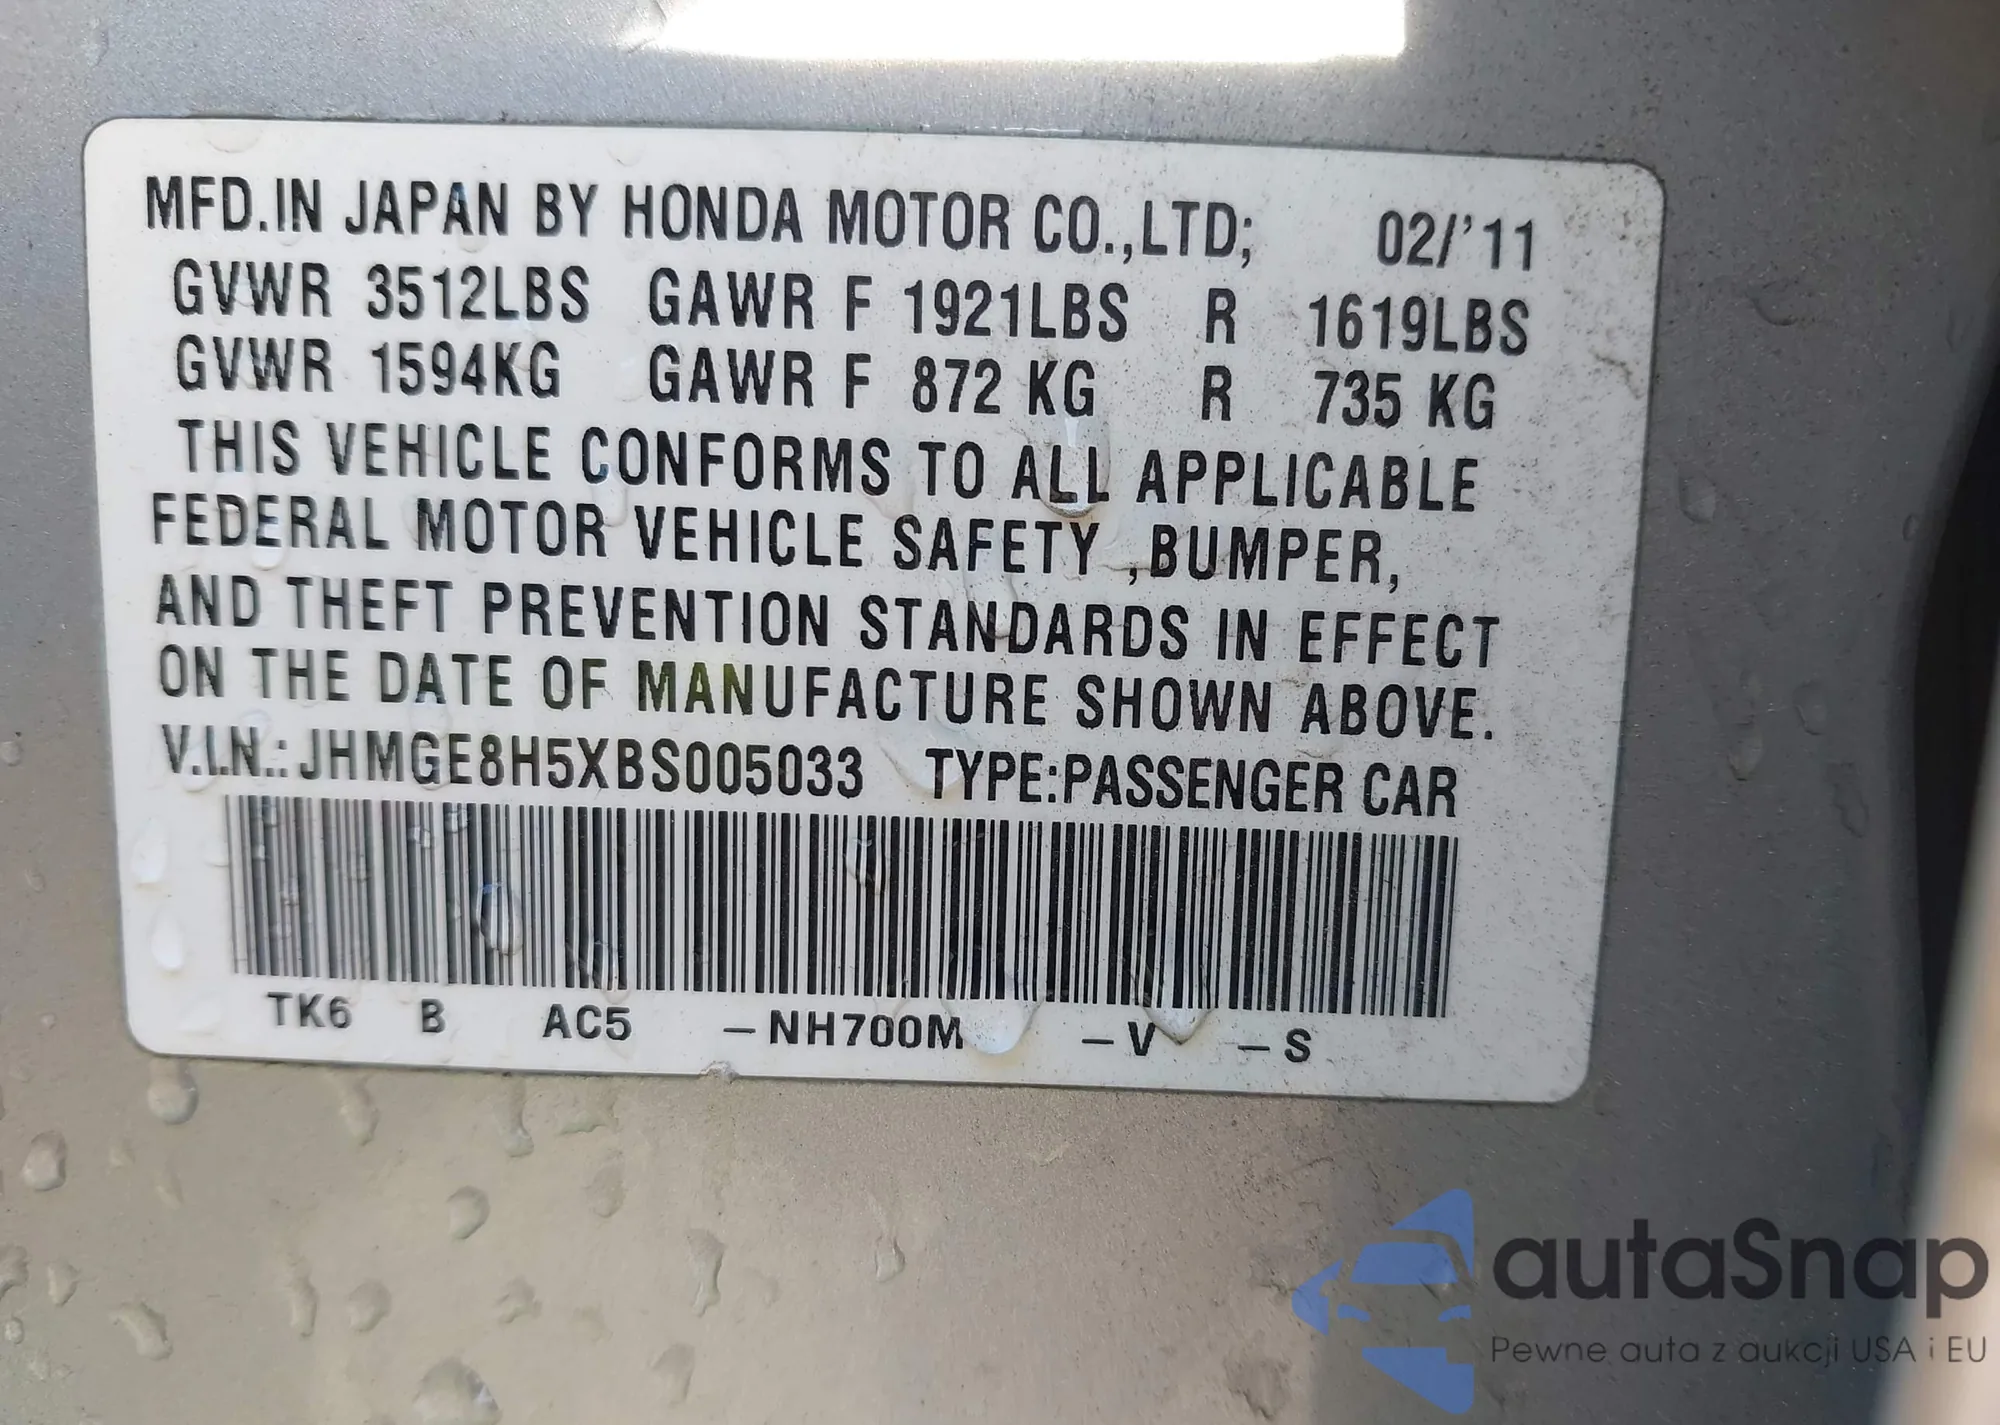 MFD.IN JAPAN BY HONDA MOTOR CO.,LTD; 02/'11
GVWR 3512LBS GAWR F 1921LBS R 1619LBS
GVWR 1594KG GAWR F 872 KG R 735 KG
THIS VEHICLE CONFORMS TO ALL APPLICABLE
FEDERAL MOTOR VEHICLE SAFETY ,BUMPER,
AND THEFT PREVENTION STANDARDS IN EFFECT
ON THE DATE OF MANUFACTURE SHOWN ABOVE.
V.I.N.:JHMGE8H5XBS005033 TYPE:PASSENGER CAR
TK6 B AC5 –NH700M –V –S
autaSnap
Pewne auta z aukcji USA i EU